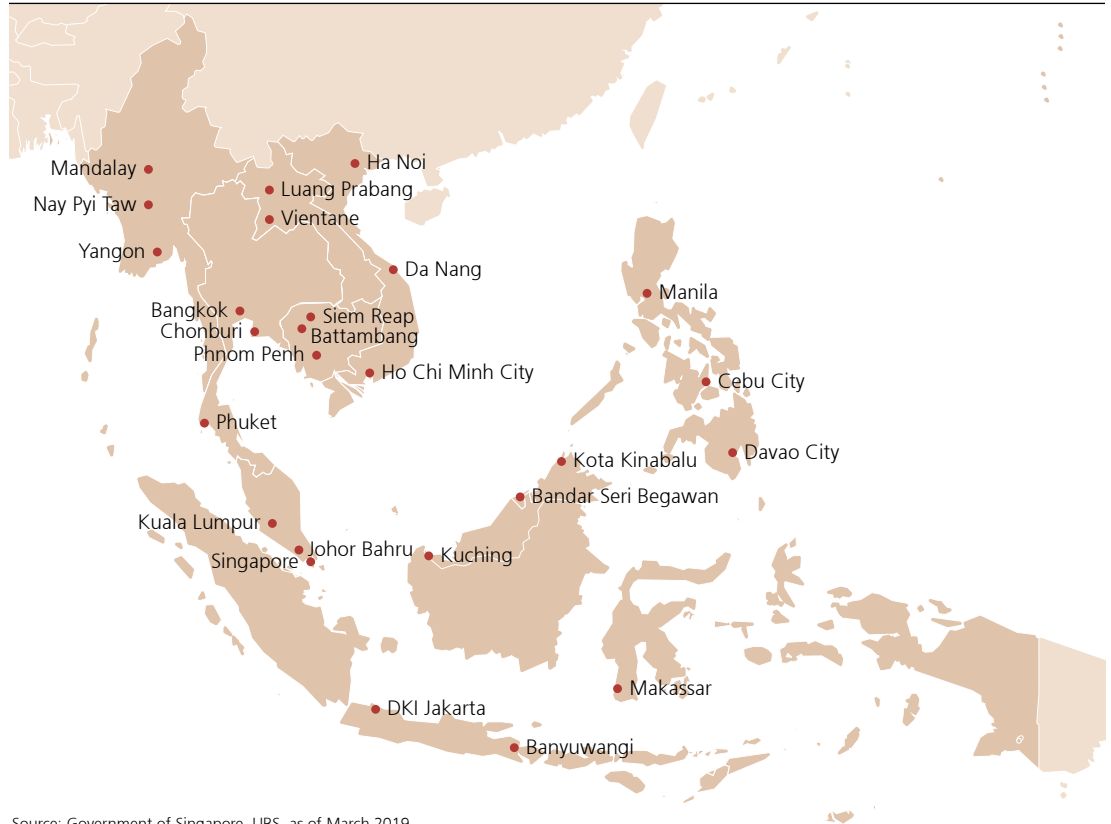 Mandalay
Ha Noi
Luang Prabang
Nay Pyi Taw
Vientane
Yangon
Da Nang
Manila
Bangkok
Siem Reap
Chonburi
Battambang
Phnom Penh
Ho Chi Minh City
Cebu City
Phuket
Davao City
Kota Kinabalu
Bandar Seri Begawan
Kuala Lumpur
Johor Bahru
Kuching
Singapore
Makassar
DKI Jakarta
Banyuwangi
Source: Government of Singapore, UBS, as of March 2019